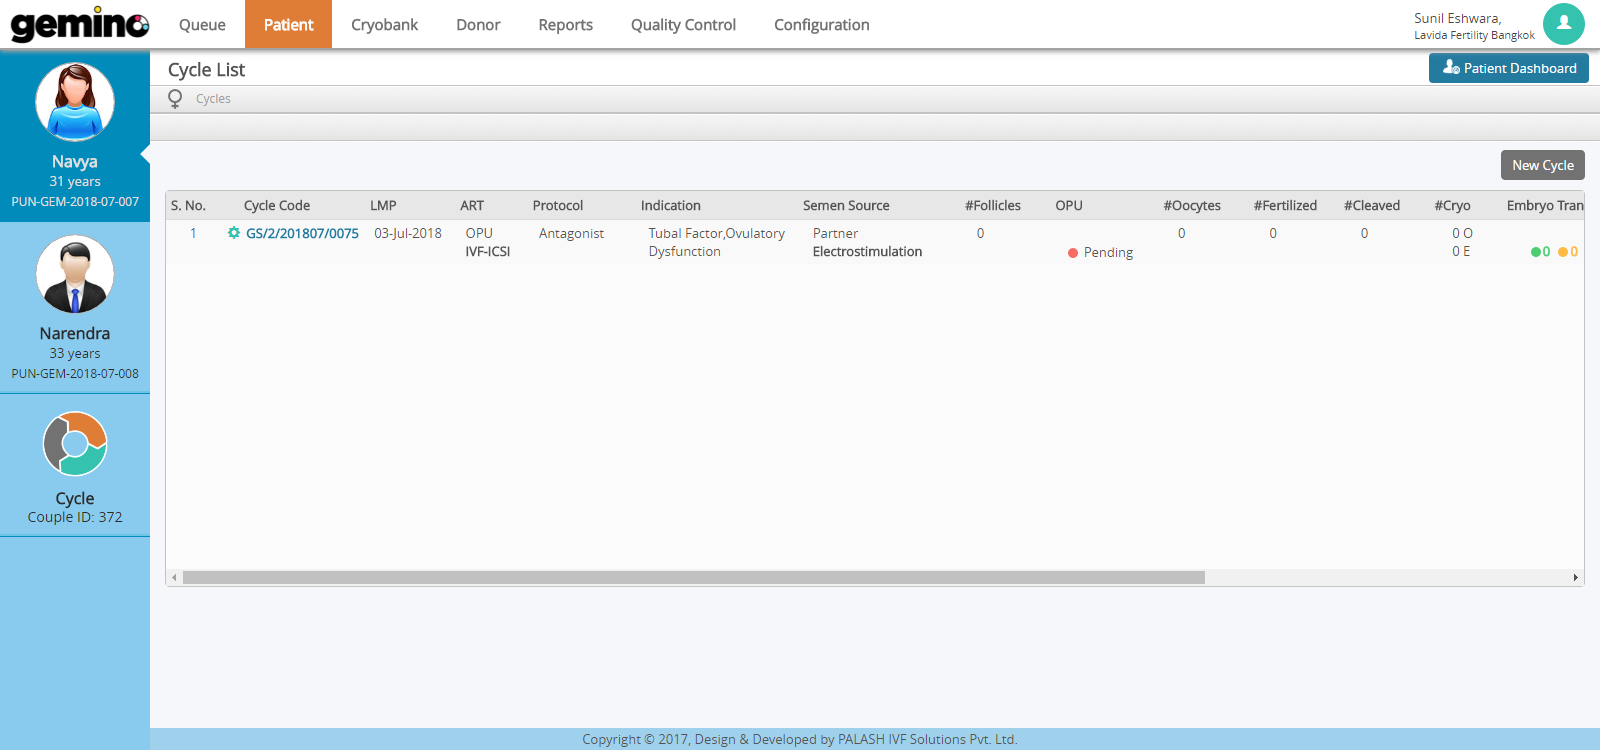 gemino
Queue Patient Cryobank Donor Reports Quality Control Configuration
Sunil Eshwara,
Lavida Fertility Bangkok
Cycle List
Patient Dashboard
Cycles
Navya
31 years
PUN-GEM-2018-07-007
Narendra
33 years
PUN-GEM-2018-07-008
Cycle
Couple ID: 372
New Cycle
S. No. Cycle Code LMP ART Protocol Indication Semen Source #Follicles OPU #Oocytes #Fertilized #Cleaved #Cryo Embryo Tran
1 GS/2/201807/0075 03-Jul-2018 OPU Antagonist Tubal Factor,Ovulatory Partner 0 0 0 0 0 O
IVF-ICSI Dysfunction Electrostimulation Pending 0 E 0 0
Copyright © 2017, Design & Developed by PALASH IVF Solutions Pvt. Ltd.